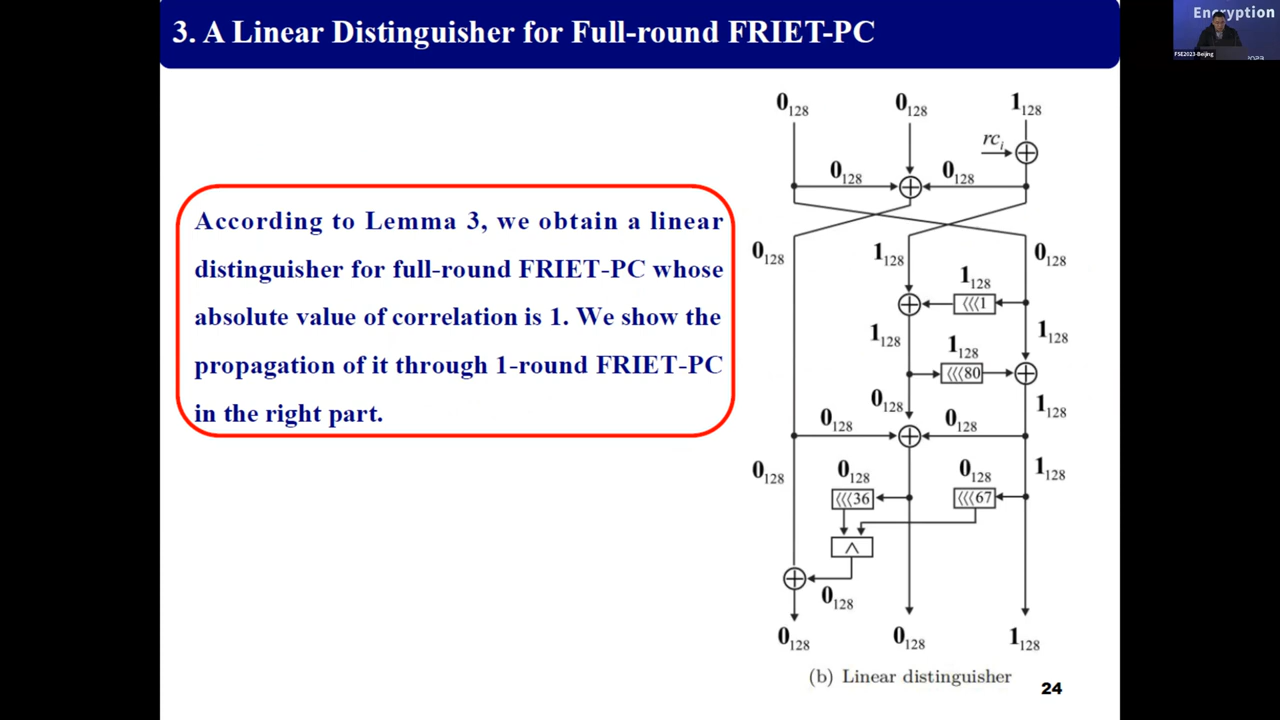 3. A Linear Distinguisher for Full-round FRIET-PC
Encryption
FSE2023-Beijing
2023
According to Lemma 3, we obtain a linear
distinguisher for full-round FRIET-PC whose
absolute value of correlation is 1. We show the
propagation of it through 1-round FRIET-PC
in the right part.
0₁₂₈ 0₁₂₈ 1₁₂₈
rcᵢ
0₁₂₈ 0₁₂₈
0₁₂₈ 1₁₂₈ 0₁₂₈
1₁₂₈
⟨⟨⟨1
1₁₂₈ 1₁₂₈
1₁₂₈
⟨⟨⟨80
0₁₂₈ 1₁₂₈
0₁₂₈ 0₁₂₈
0₁₂₈ 0₁₂₈ 0₁₂₈ 1₁₂₈
⟨⟨⟨36 ⟨⟨⟨67
∧
0₁₂₈
0₁₂₈ 0₁₂₈ 1₁₂₈
(b) Linear distinguisher
24